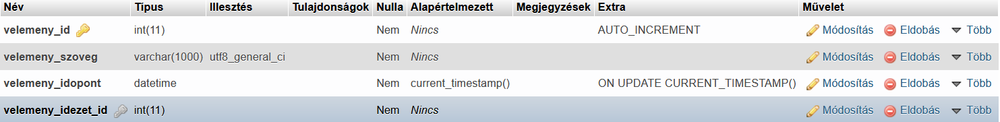 Név Típus Illesztés Tulajdonságok Nulla Alapértelmezett Megjegyzések Extra Művelet
velemeny_id int(11) Nem Nincs AUTO_INCREMENT Módosítás Eldobás Több
velemeny_szoveg varchar(1000) utf8_general_ci Nem Nincs Módosítás Eldobás Több
velemeny_idopont datetime Nem current_timestamp() ON UPDATE CURRENT_TIMESTAMP() Módosítás Eldobás Több
velemeny_idezet_id int(11) Nem Nincs Módosítás Eldobás Több